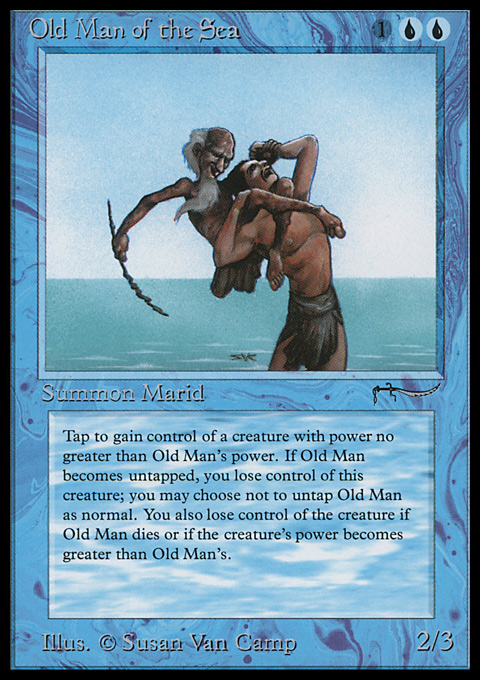 Old Man of the Sea 1
SVC
Summon Marid
Tap to gain control of a creature with power no
greater than Old Man's power. If Old Man
becomes untapped, you lose control of this
creature; you may choose not to untap Old Man
as normal. You also lose control of the creature if
Old Man dies or if the creature's power becomes
greater than Old Man's.
Illus. © Susan Van Camp 2/3